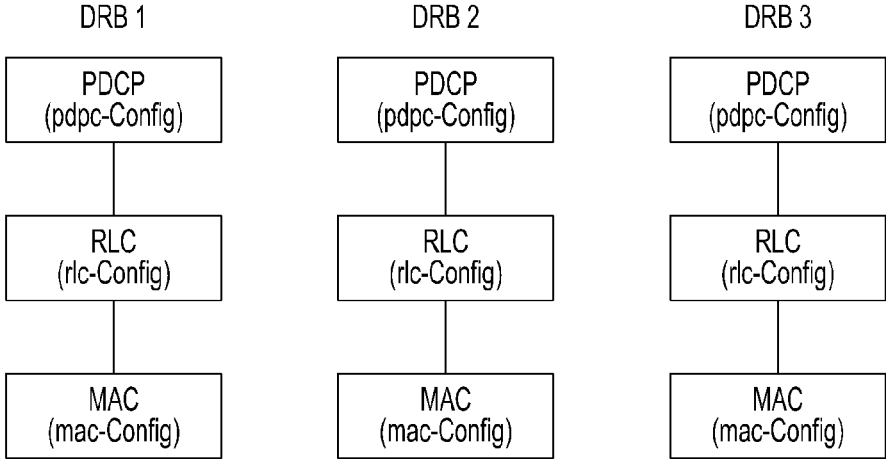 DRB 1
DRB 2
DRB 3
PDCP
(pdpc-Config)
PDCP
(pdpc-Config)
PDCP
(pdpc-Config)
RLC
(rlc-Config)
RLC
(rlc-Config)
RLC
(rlc-Config)
MAC
(mac-Config)
MAC
(mac-Config)
MAC
(mac-Config)